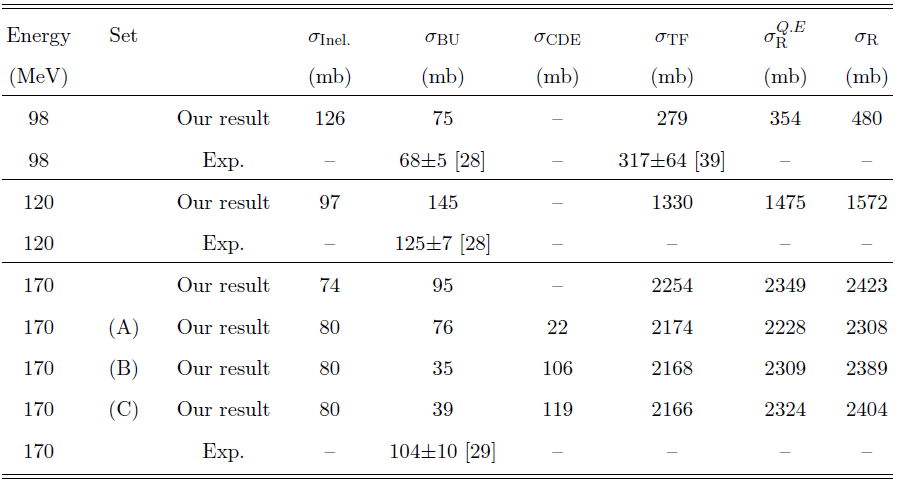 Energy Set σInel. σBU σCDE σTF σR^Q.E σR
(MeV) (mb) (mb) (mb) (mb) (mb) (mb)
98 Our result 126 75 – 279 354 480
98 Exp. – 68±5 [28] – 317±64 [39] – –
120 Our result 97 145 – 1330 1475 1572
120 Exp. – 125±7 [28] – – – –
170 Our result 74 95 – 2254 2349 2423
170 (A) Our result 80 76 22 2174 2228 2308
170 (B) Our result 80 35 106 2168 2309 2389
170 (C) Our result 80 39 119 2166 2324 2404
170 Exp. – 104±10 [29] – – – –